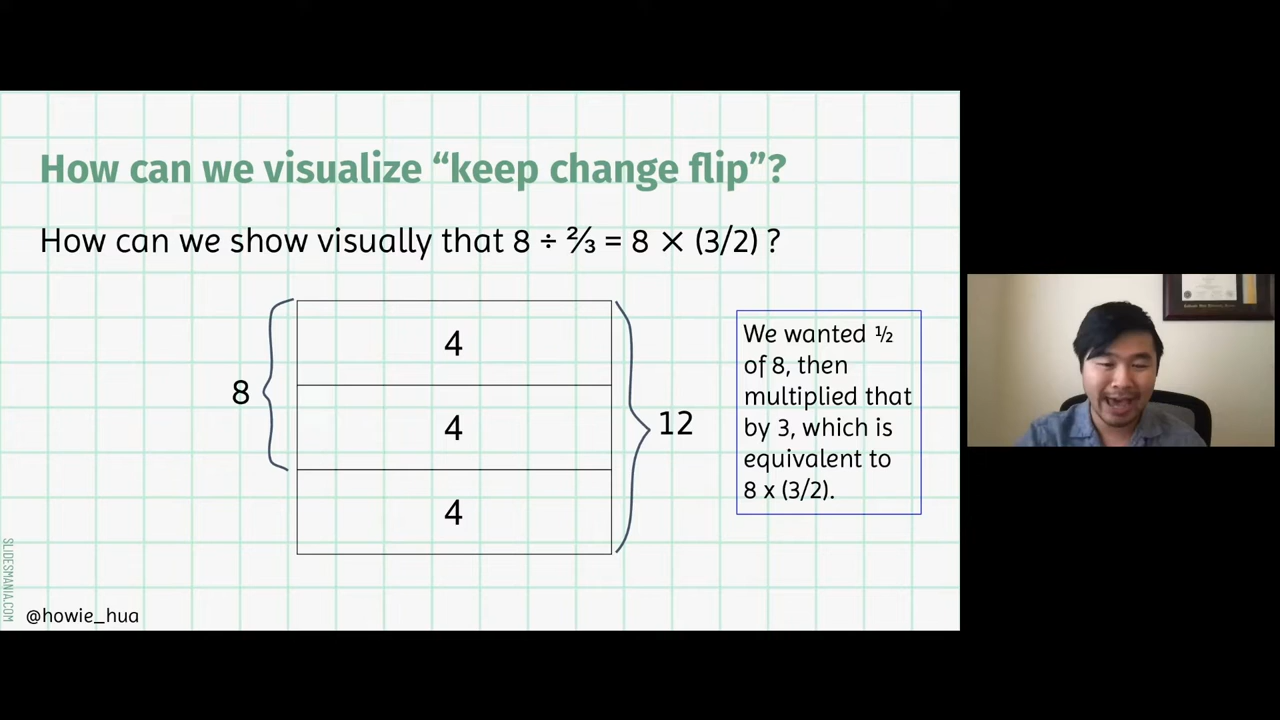 How can we visualize “keep change flip”?
How can we show visually that 8 ÷ ⅔ = 8 × (3/2) ?
4
8
4
12
4
We wanted ½
of 8, then
multiplied that
by 3, which is
equivalent to
8 x (3/2).
SLIDESMANIA.COM
@howie_hua